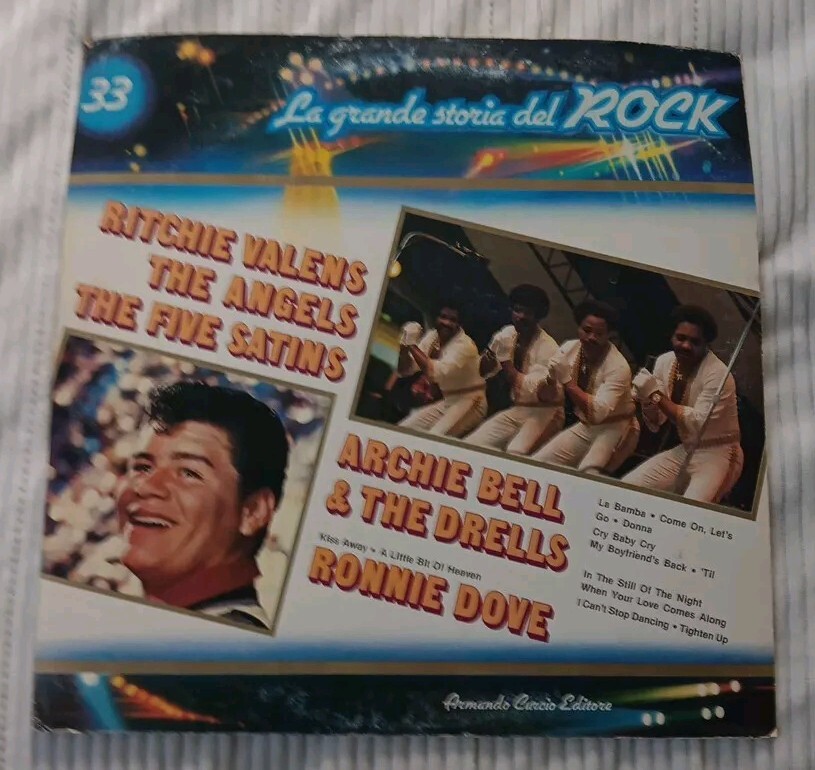 33
La grande storia del ROCK
RITCHIE VALENS
THE ANGELS
THE FIVE SATINS
ARCHIE BELL
& THE DRELLS
Kiss Away • A Little Bit Of Heaven
RONNIE DOVE
La Bamba • Come On, Let's
Go • Donna
Cry Baby Cry
My Boyfriend's Back • 'Til
In The Still Of The Night
When Your Love Comes Along
I Can't Stop Dancing • Tighten Up
Armando Curcio Editore